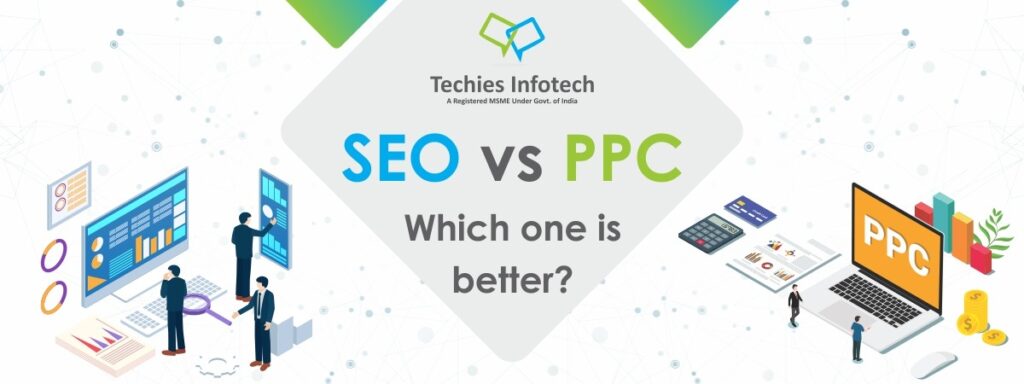 Techies Infotech
A Registered MSME Under Govt. of India
SEO vs PPC
Which one is
better?
PPC